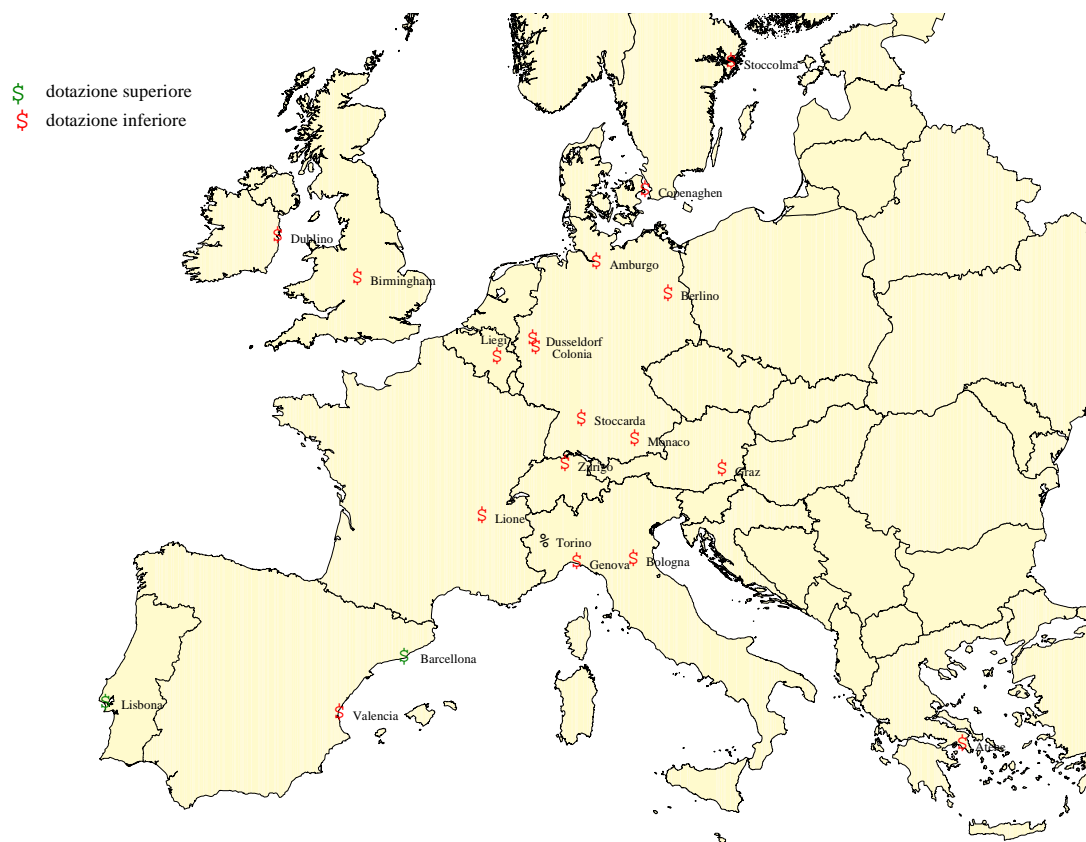 $ dotazione superiore
$ dotazione inferiore
$ Stoccolma
$ Copenaghen
$ Dublino
$ Amburgo
$ Birmingham
$ Berlino
$ Dusseldorf
Liegi $
$ Colonia
$ Stoccarda
$ Monaco
$ Zurigo
$ Graz
$ Lione
% Torino
$ Genova
$ Bologna
$ Barcellona
$ Lisbona
$ Valencia
$ Atene